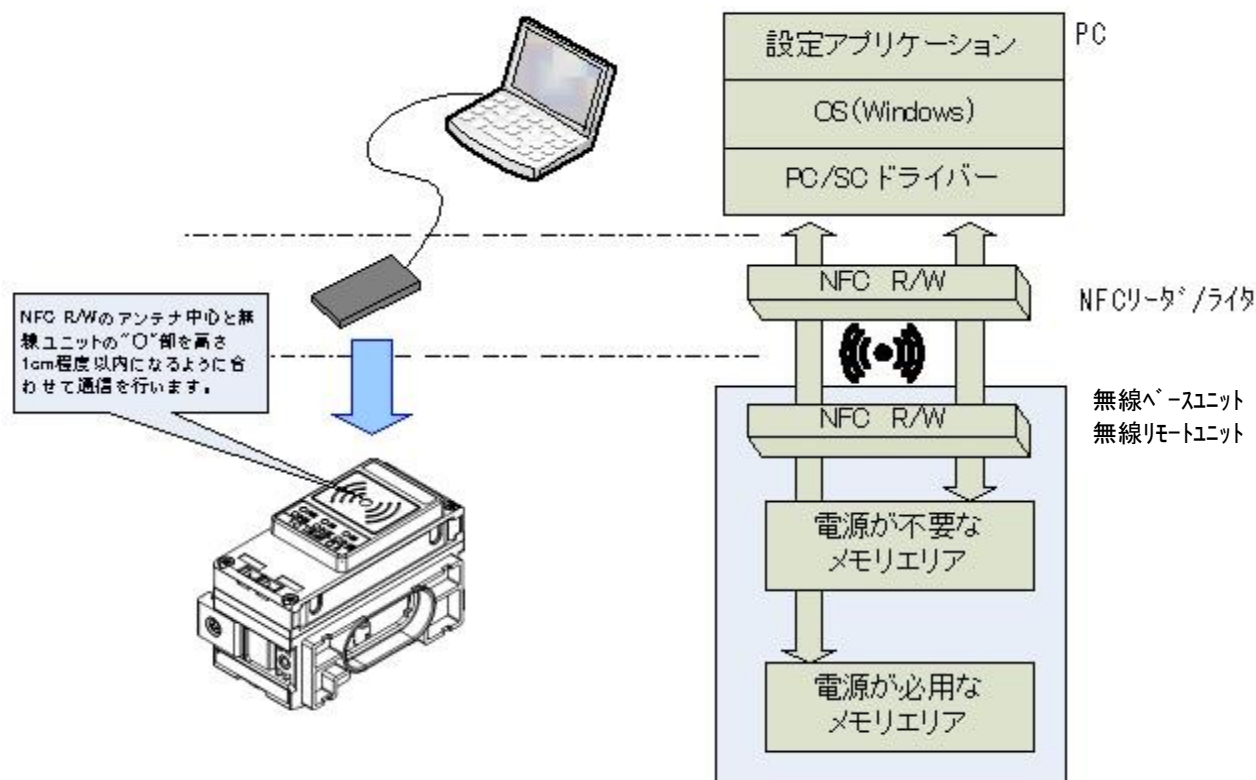 設定アプリケーション
PC
OS(Windows)
PC/SC ドライバー
NFC R/W
NFCリーダ゙/ライタ
NFC R/Wのアンテナ中心と無
線ユニットの"○"部を高さ
1cm程度以内になるように合
わせて通信を行います。
NFC R/W
無線ベースユニット
無線リモートユニット
電源が不要な
メモリエリア
電源が必用な
メモリエリア